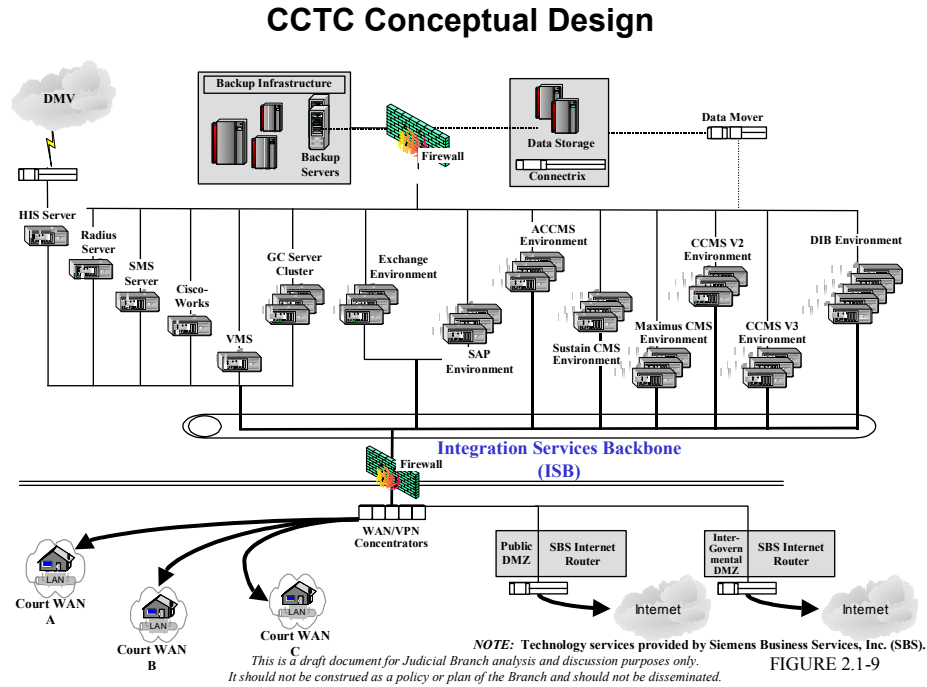 CCTC Conceptual Design
DMV
Backup Infrastructure
Backup
Servers
Firewall
Data Storage
Connectrix
Data Mover
HIS Server
Radius
Server
SMS
Server
Cisco-
Works
VMS
GC Server
Cluster
Exchange
Environment
SAP
Environment
ACCMS
Environment
Sustain CMS
Environment
Maximus CMS
Environment
CCMS V2
Environment
CCMS V3
Environment
DIB Environment
Integration Services Backbone
(ISB)
Firewall
WAN/VPN
Concentrators
Public
DMZ
SBS Internet
Router
Inter-
Govern
mental
DMZ
SBS Internet
Router
LAN
Court WAN
A
LAN
Court WAN
B
LAN
Court WAN
C
Internet
Internet
NOTE: Technology services provided by Siemens Business Services, Inc. (SBS).
This is a draft document for Judicial Branch analysis and discussion purposes only.
It should not be construed as a policy or plan of the Branch and should not be disseminated.
FIGURE 2.1-9